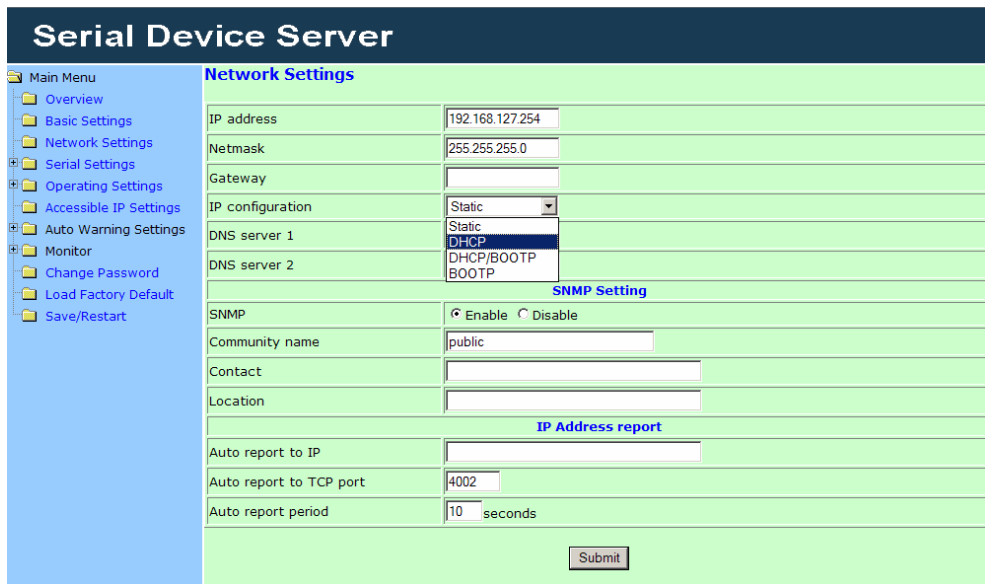 Serial Device Server
Main Menu
Overview
Basic Settings
Network Settings
Serial Settings
Operating Settings
Accessible IP Settings
Auto Warning Settings
Monitor
Change Password
Load Factory Default
Save/Restart
Network Settings
IP address 192.168.127.254
Netmask 255.255.255.0
Gateway
IP configuration Static
Static
DHCP
DHCP/BOOTP
BOOTP
DNS server 1
DNS server 2
SNMP Setting
SNMP Enable Disable
Community name public
Contact
Location
IP Address report
Auto report to IP
Auto report to TCP port 4002
Auto report period 10 seconds
Submit